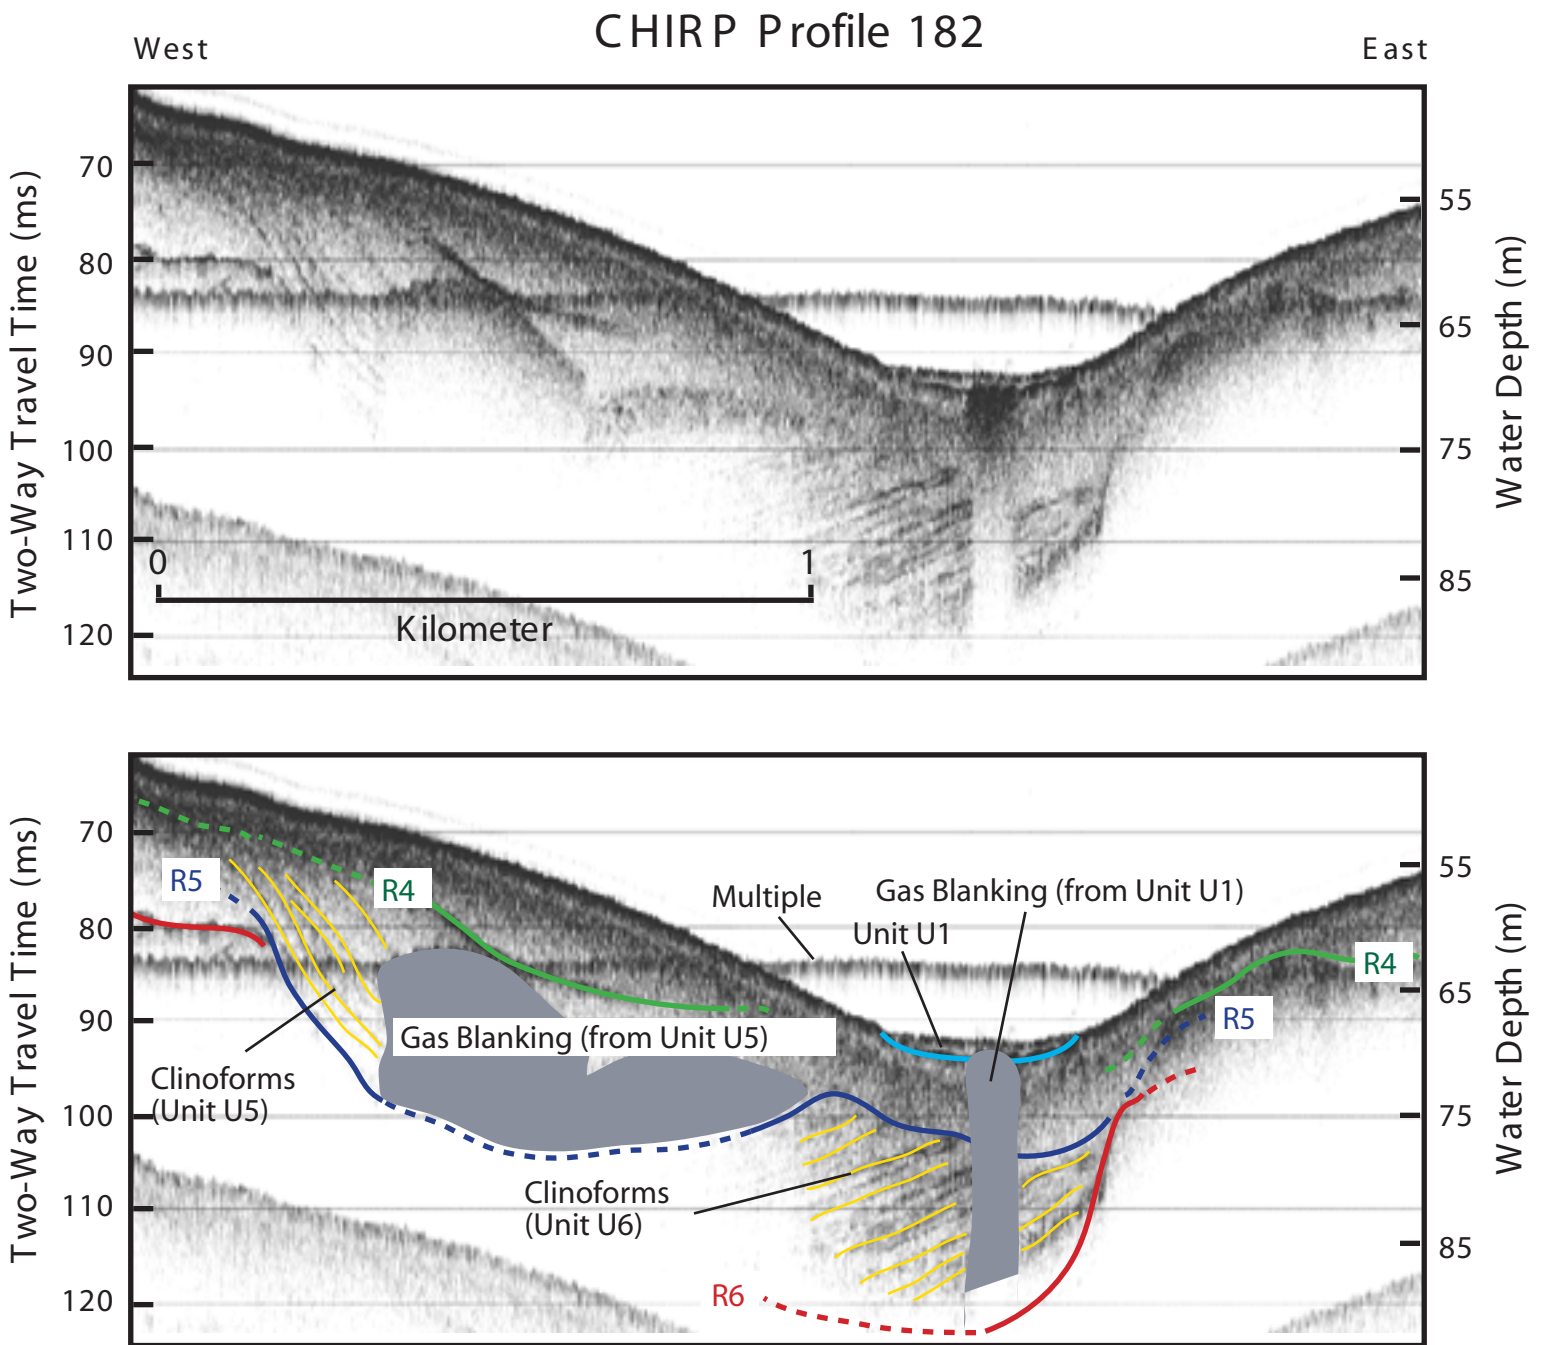 CHIRP Profile 182
West
East
Two-Way Travel Time (ms)
70
80
90
100
110
120
55
65
75
85
Water Depth (m)
0
1
Kilometer
Two-Way Travel Time (ms)
70
80
90
100
110
120
55
65
75
85
Water Depth (m)
R5
R4
Multiple
Gas Blanking (from Unit U1)
Unit U1
R4
R5
Gas Blanking (from Unit U5)
Clinoforms
(Unit U5)
Clinoforms
(Unit U6)
R6